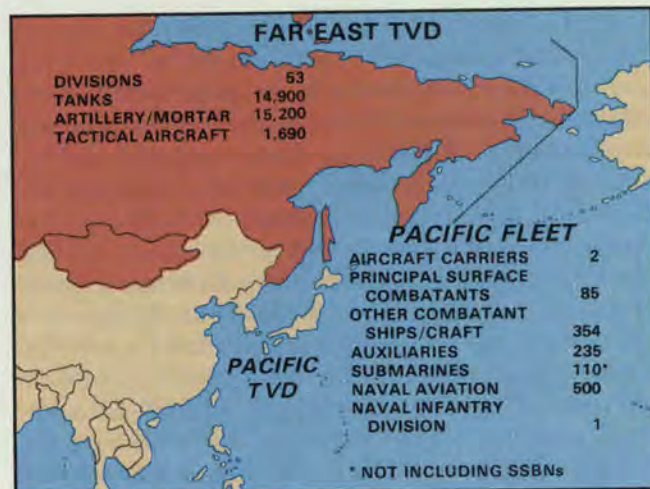 FAR EAST TVD
DIVISIONS 53
TANKS 14,900
ARTILLERY/MORTAR 15,200
TACTICAL AIRCRAFT 1,690
PACIFIC FLEET
AIRCRAFT CARRIERS 2
PRINCIPAL SURFACE
COMBATANTS 85
OTHER COMBATANT
SHIPS/CRAFT 354
AUXILIARIES 235
SUBMARINES 110*
NAVAL AVIATION 500
NAVAL INFANTRY
DIVISION 1
PACIFIC
TVD
* NOT INCLUDING SSBNs